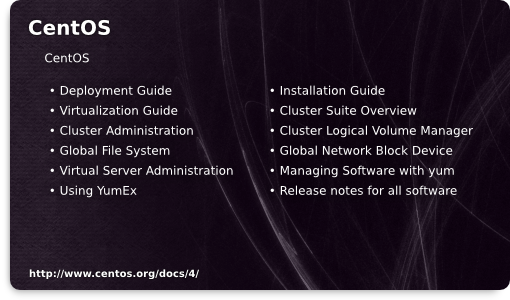 CentOS
CentOS
• Deployment Guide
• Virtualization Guide
• Cluster Administration
• Global File System
• Virtual Server Administration
• Using YumEx
• Installation Guide
• Cluster Suite Overview
• Cluster Logical Volume Manager
• Global Network Block Device
• Managing Software with yum
• Release notes for all software
http://www.centos.org/docs/4/